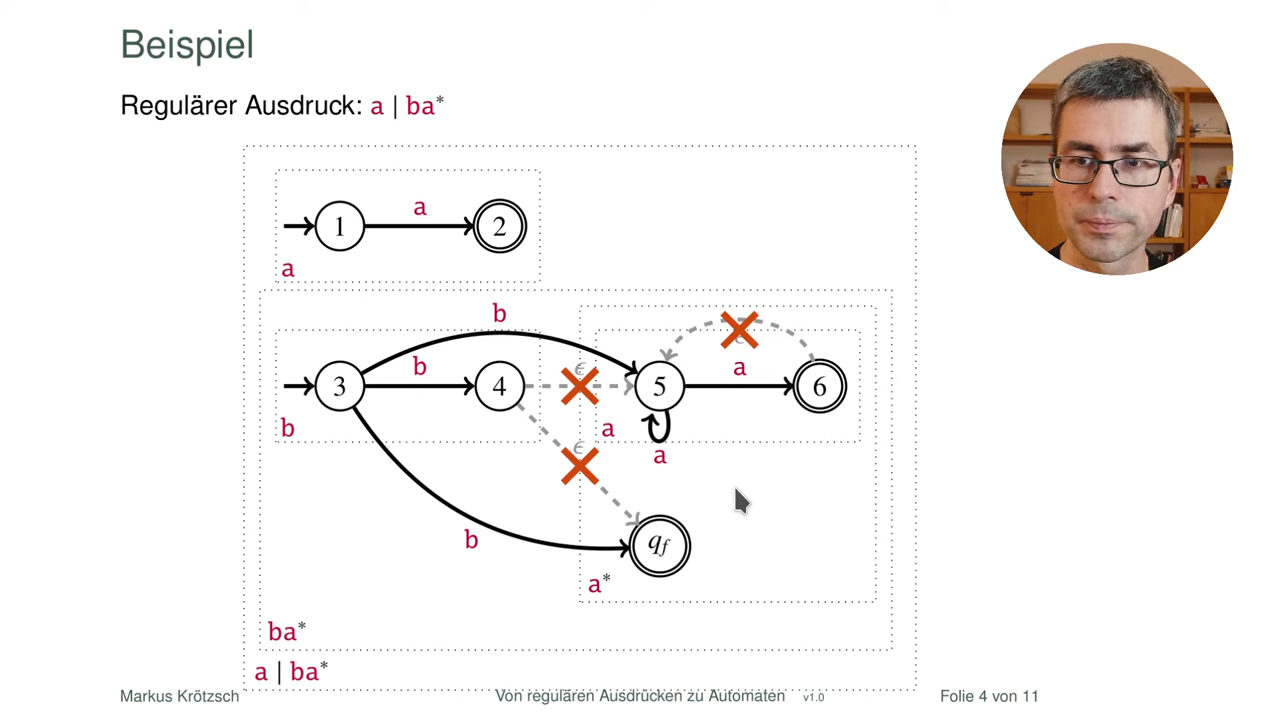 Beispiel
Regulärer Ausdruck: a | ba*
a
1
2
a
b
b
3
4
ϵ
5
a
6
b
a
a
ϵ
b
qf
a*
ba*
a | ba*
Markus Krötzsch
Von regulären Ausdrücken zu Automaten
v1.0
Folie 4 von 11